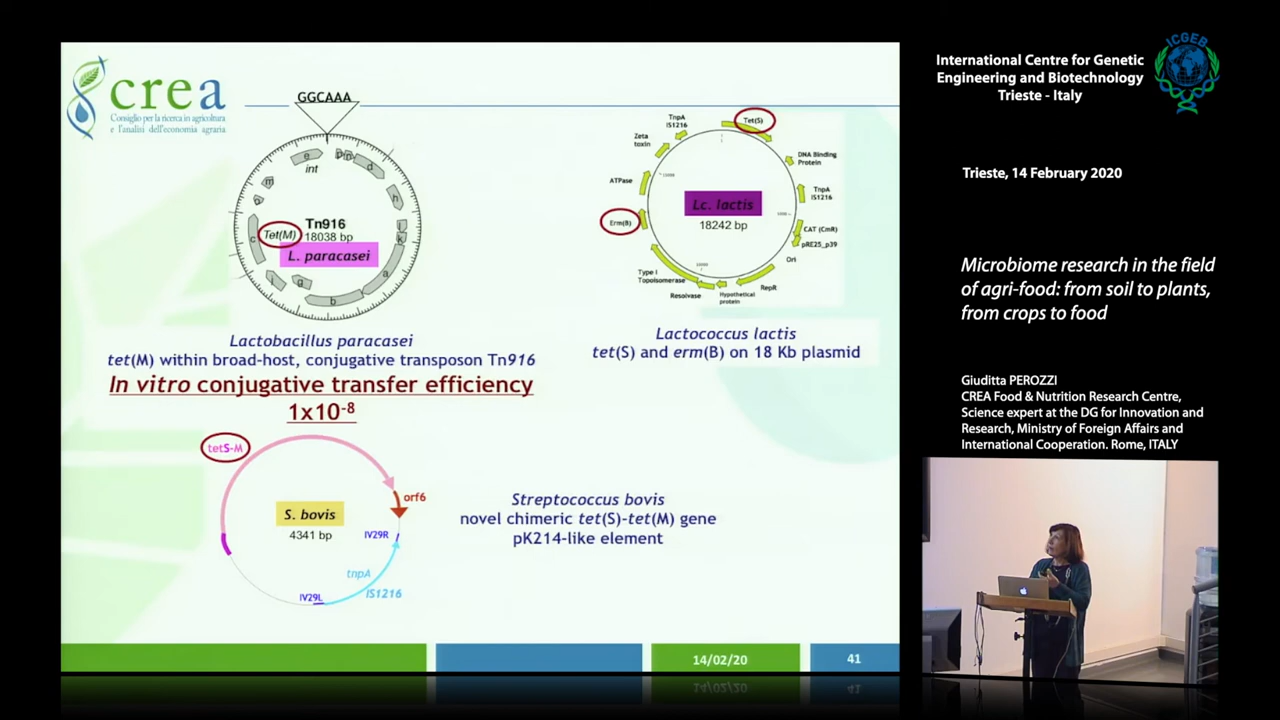 crea
Consiglio per la ricerca in agricoltura
e l'analisi dell'economia agraria
GGCAAA
e
int
d
m
h
Tet(M)
Tn916
18038 bp
L. paracasei
c
k
a
g
b
Lactobacillus paracasei
tet(M) within broad-host, conjugative transposon Tn916
In vitro conjugative transfer efficiency
1x10-8
TnpA
IS1216
Tet(S)
Zeta
toxin
DNA Binding
Protein
ATPase
TnpA
IS1216
Lc. lactis
18242 bp
Erm(B)
CAT (CmR)
pRE25_p39
Ori
Type I
Topoisomerase
Resolvase
Hypothetical
protein
RepR
Lactococcus lactis
tet(S) and erm(B) on 18 Kb plasmid
tetS-M
orf6
S. bovis
4341 bp
IV29R
tnpA
IS1216
IV29L
Streptococcus bovis
novel chimeric tet(S)-tet(M) gene
pK214-like element
14/02/20
41
International Centre for Genetic
Engineering and Biotechnology
Trieste - Italy
ICGEB
Trieste, 14 February 2020
Microbiome research in the field
of agri-food: from soil to plants,
from crops to food
Giuditta PEROZZI
CREA Food & Nutrition Research Centre,
Science expert at the DG for Innovation and
Research, Ministry of Foreign Affairs and
International Cooperation. Rome, ITALY